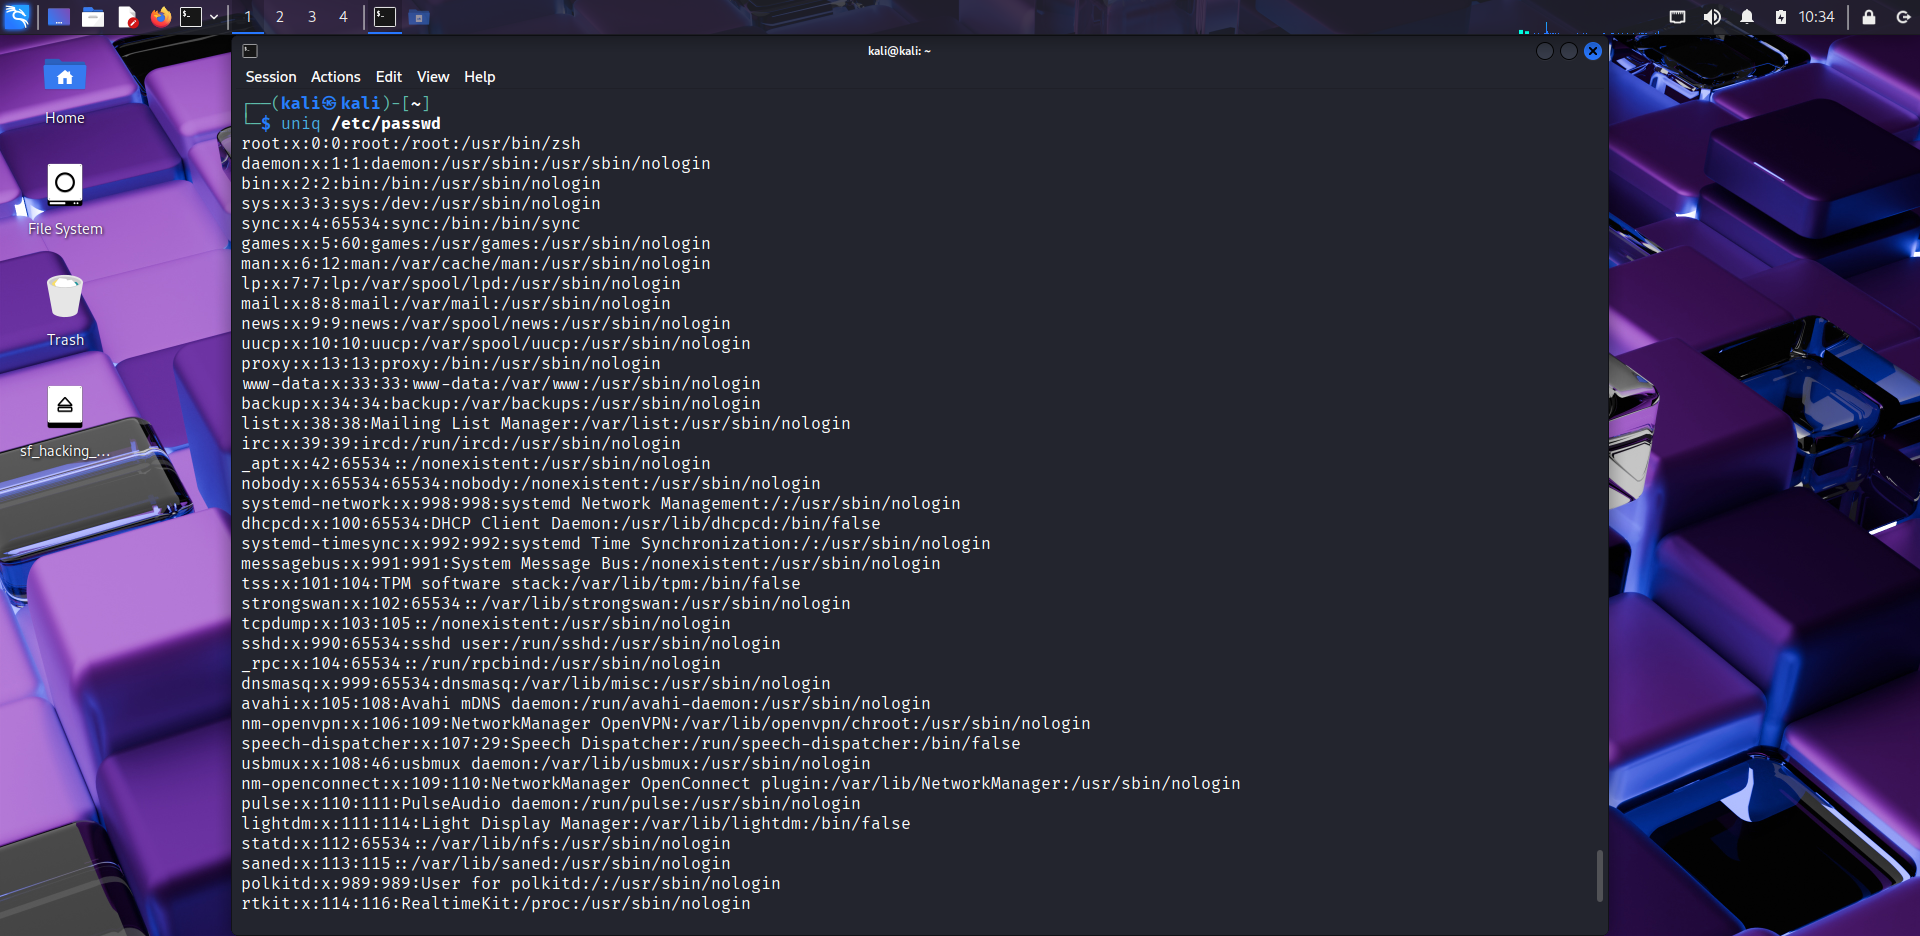 1 2 3 4
10:34
Home
File System
Trash
sf_hacking_...
kali@kali: ~
Session Actions Edit View Help
┌──(kali㉿kali)-[~]
└─$ uniq /etc/passwd
root:x:0:0:root:/root:/usr/bin/zsh
daemon:x:1:1:daemon:/usr/sbin:/usr/sbin/nologin
bin:x:2:2:bin:/bin:/usr/sbin/nologin
sys:x:3:3:sys:/dev:/usr/sbin/nologin
sync:x:4:65534:sync:/bin:/bin/sync
games:x:5:60:games:/usr/games:/usr/sbin/nologin
man:x:6:12:man:/var/cache/man:/usr/sbin/nologin
lp:x:7:7:lp:/var/spool/lpd:/usr/sbin/nologin
mail:x:8:8:mail:/var/mail:/usr/sbin/nologin
news:x:9:9:news:/var/spool/news:/usr/sbin/nologin
uucp:x:10:10:uucp:/var/spool/uucp:/usr/sbin/nologin
proxy:x:13:13:proxy:/bin:/usr/sbin/nologin
www-data:x:33:33:www-data:/var/www:/usr/sbin/nologin
backup:x:34:34:backup:/var/backups:/usr/sbin/nologin
list:x:38:38:Mailing List Manager:/var/list:/usr/sbin/nologin
irc:x:39:39:ircd:/run/ircd:/usr/sbin/nologin
_apt:x:42:65534::/nonexistent:/usr/sbin/nologin
nobody:x:65534:65534:nobody:/nonexistent:/usr/sbin/nologin
systemd-network:x:998:998:systemd Network Management:/:/usr/sbin/nologin
dhcpcd:x:100:65534:DHCP Client Daemon:/usr/lib/dhcpcd:/bin/false
systemd-timesync:x:992:992:systemd Time Synchronization:/:/usr/sbin/nologin
messagebus:x:991:991:System Message Bus:/nonexistent:/usr/sbin/nologin
tss:x:101:104:TPM software stack:/var/lib/tpm:/bin/false
strongswan:x:102:65534::/var/lib/strongswan:/usr/sbin/nologin
tcpdump:x:103:105::/nonexistent:/usr/sbin/nologin
sshd:x:990:65534:sshd user:/run/sshd:/usr/sbin/nologin
_rpc:x:104:65534::/run/rpcbind:/usr/sbin/nologin
dnsmasq:x:999:65534:dnsmasq:/var/lib/misc:/usr/sbin/nologin
avahi:x:105:108:Avahi mDNS daemon:/run/avahi-daemon:/usr/sbin/nologin
nm-openvpn:x:106:109:NetworkManager OpenVPN:/var/lib/openvpn/chroot:/usr/sbin/nologin
speech-dispatcher:x:107:29:Speech Dispatcher:/run/speech-dispatcher:/bin/false
usbmux:x:108:46:usbmux daemon:/var/lib/usbmux:/usr/sbin/nologin
nm-openconnect:x:109:110:NetworkManager OpenConnect plugin:/var/lib/NetworkManager:/usr/sbin/nologin
pulse:x:110:111:PulseAudio daemon:/run/pulse:/usr/sbin/nologin
lightdm:x:111:114:Light Display Manager:/var/lib/lightdm:/bin/false
statd:x:112:65534::/var/lib/nfs:/usr/sbin/nologin
saned:x:113:115::/var/lib/saned:/usr/sbin/nologin
polkitd:x:989:989:User for polkitd:/:/usr/sbin/nologin
rtkit:x:114:116:RealtimeKit:/proc:/usr/sbin/nologin